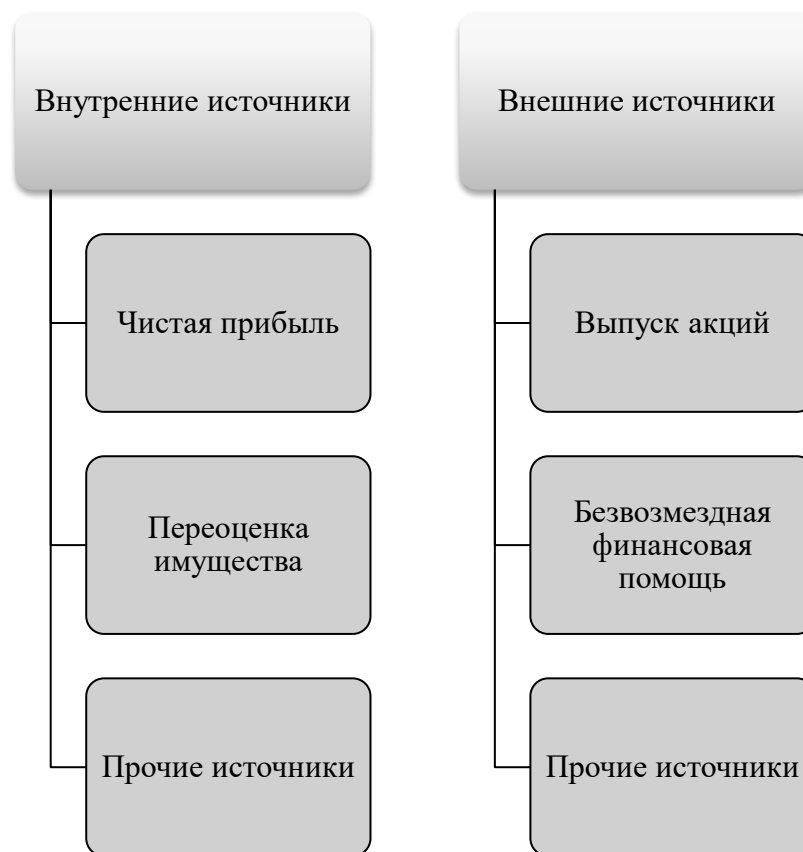 Внутренние источники
Чистая прибыль
Переоценка
имущества
Прочие источники
Внешние источники
Выпуск акций
Безвозмездная
финансовая
помощь
Прочие источники